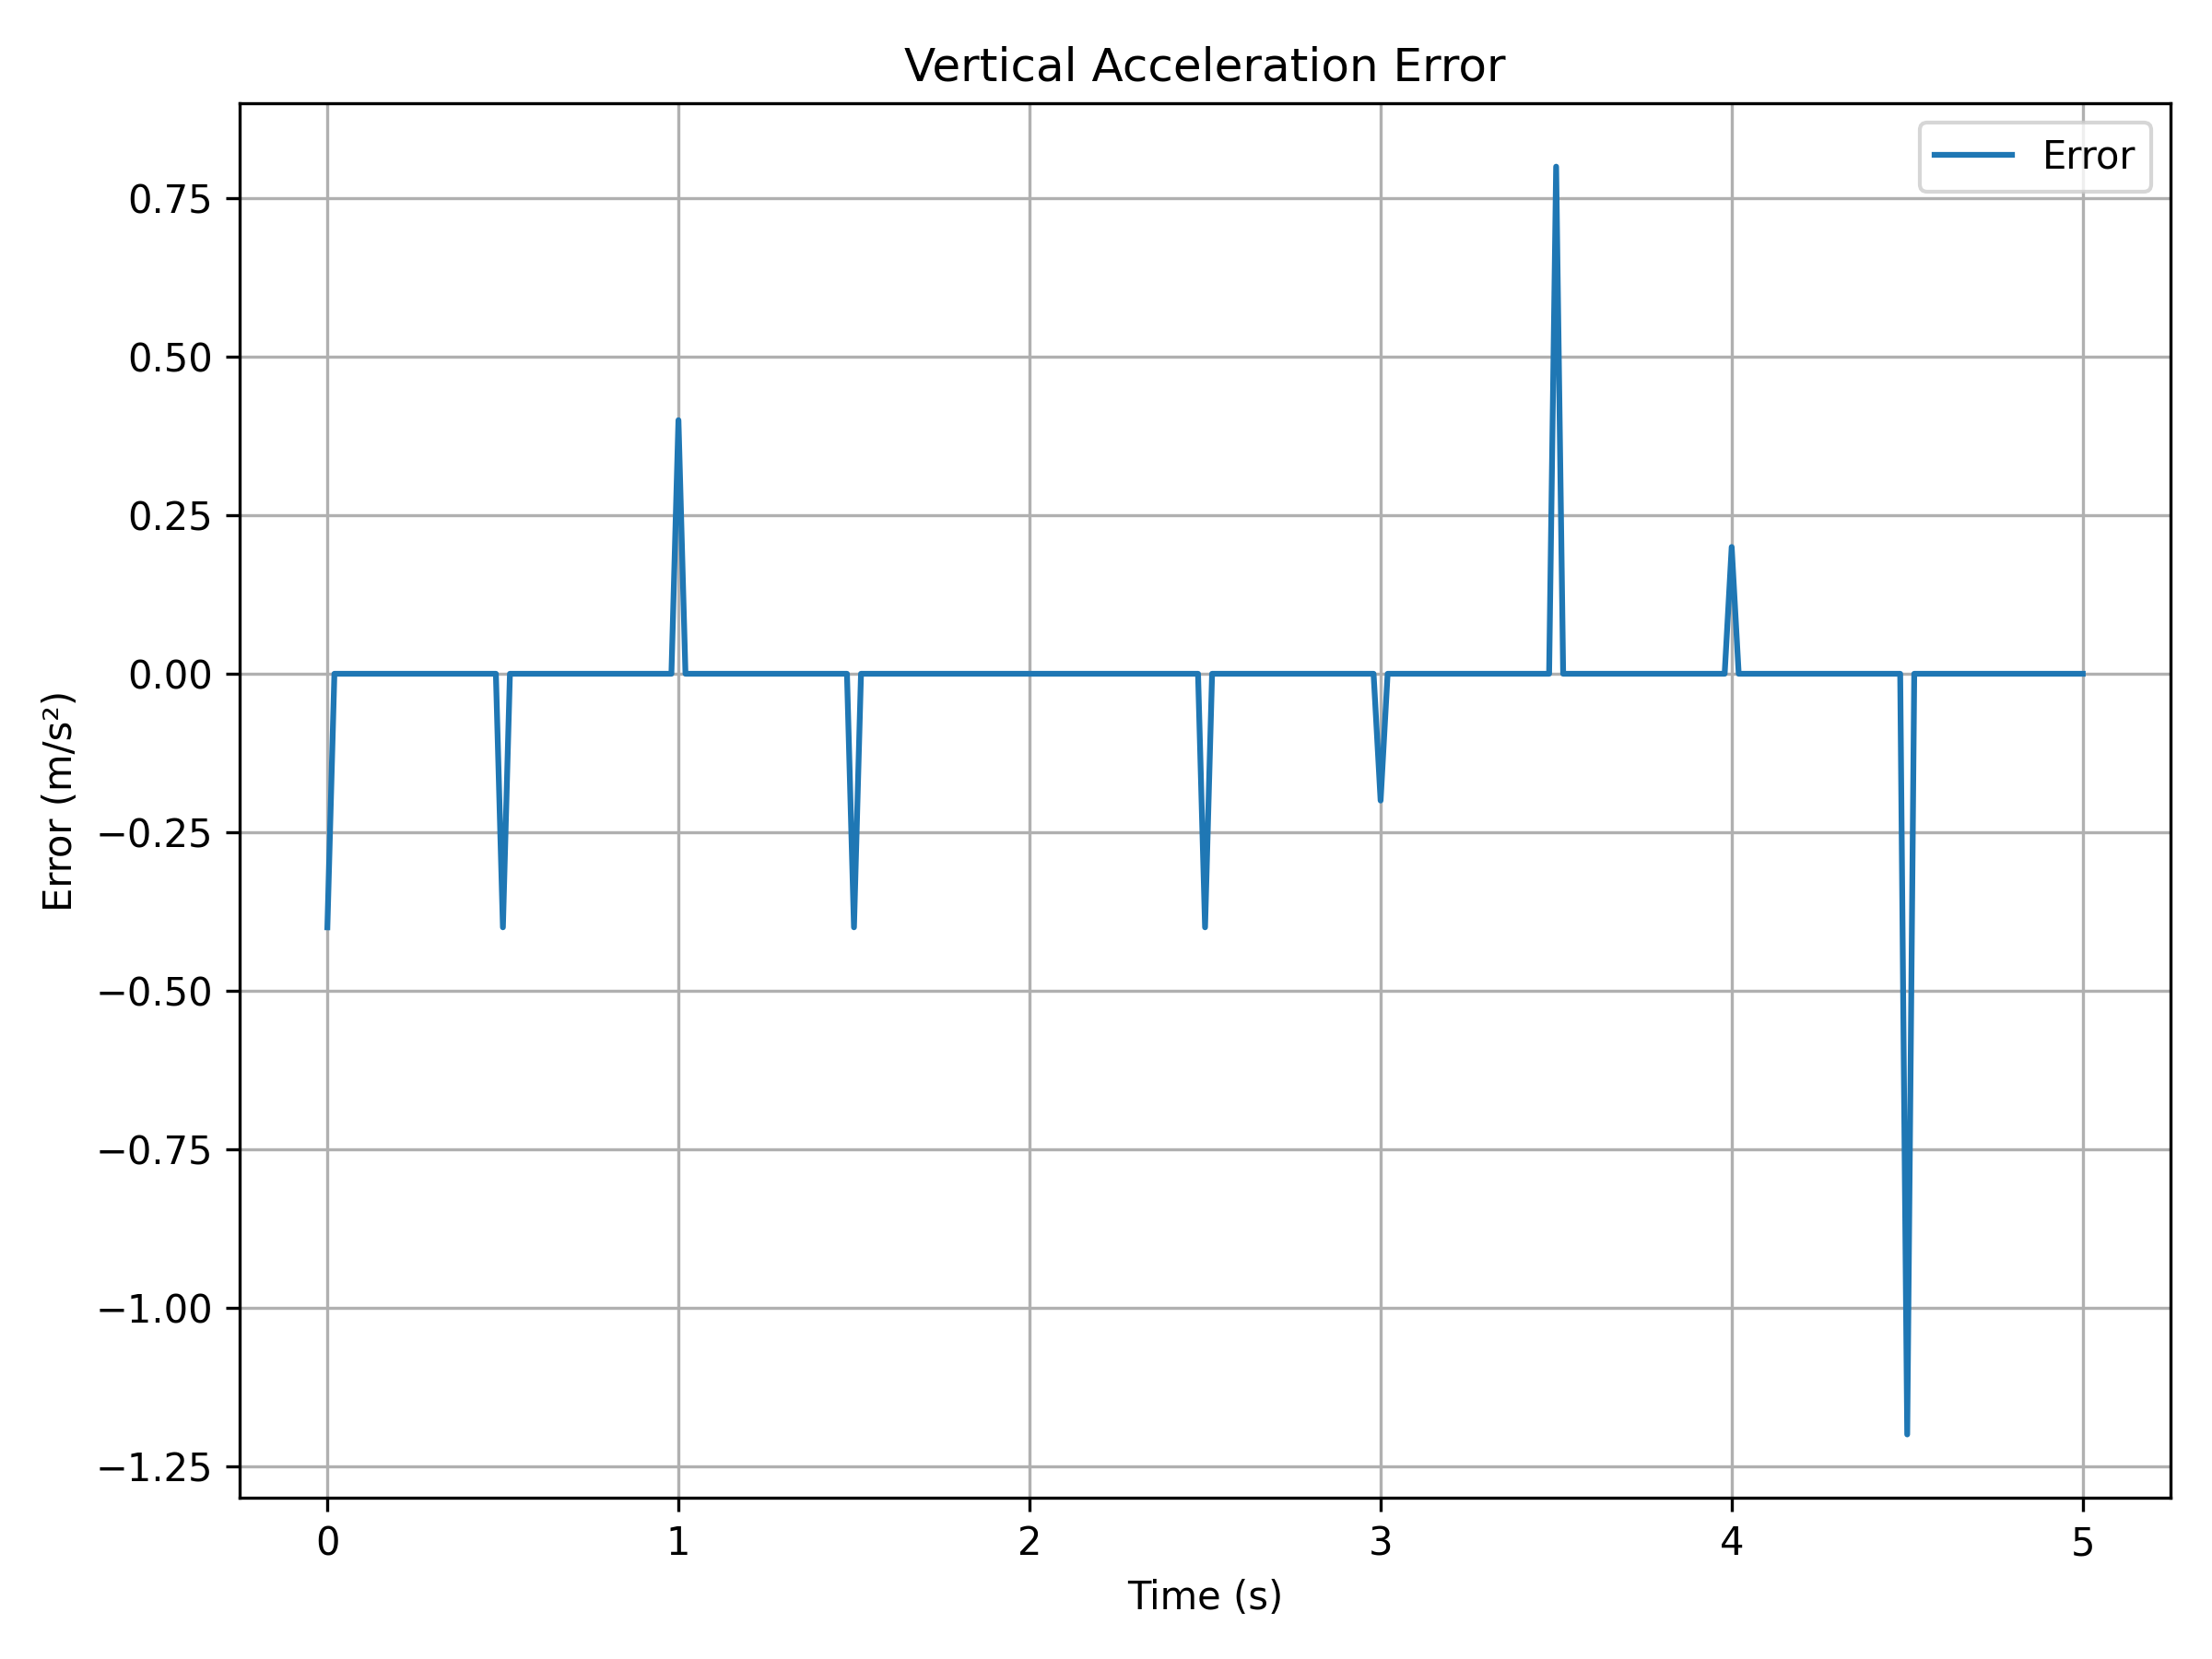 Vertical Acceleration Error
Error
0.75
0.50
0.25
0.00
−0.25
−0.50
−0.75
−1.00
−1.25
Error (m/s²)
0 1 2 3 4 5
Time (s)